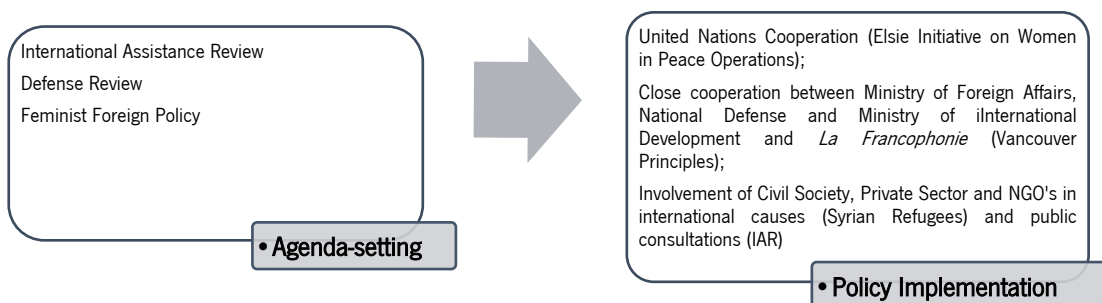 International Assistance Review
Defense Review
Feminist Foreign Policy
• Agenda-setting
United Nations Cooperation (Elsie Initiative on Women
in Peace Operations);
Close cooperation between Ministry of Foreign Affairs,
National Defense and Ministry of iInternational
Development and La Francophonie (Vancouver
Principles);
Involvement of Civil Society, Private Sector and NGO's in
international causes (Syrian Refugees) and public
consultations (IAR)
• Policy Implementation